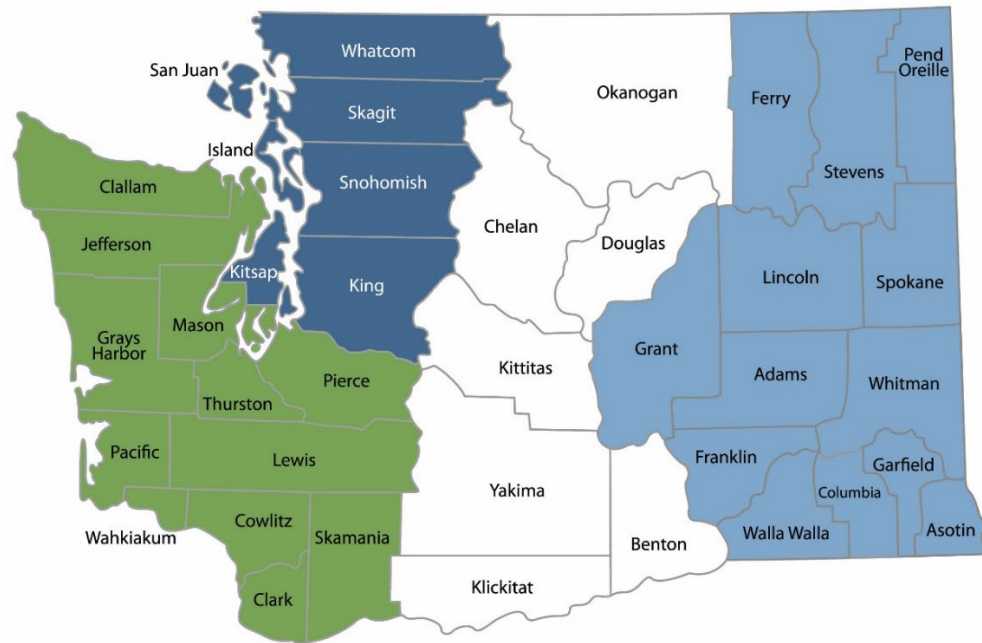 Whatcom
San Juan
Pend
Oreille
Okanogan
Ferry
Skagit
Island
Stevens
Snohomish
Clallam
Chelan
Douglas
Jefferson
Kitsap
King
Lincoln
Spokane
Mason
Grays
Harbor
Grant
Kittitas
Pierce
Adams
Whitman
Thurston
Pacific
Lewis
Franklin
Garfield
Yakima
Columbia
Cowlitz
Skamania
Wahkiakum
Benton
Walla Walla
Asotin
Klickitat
Clark